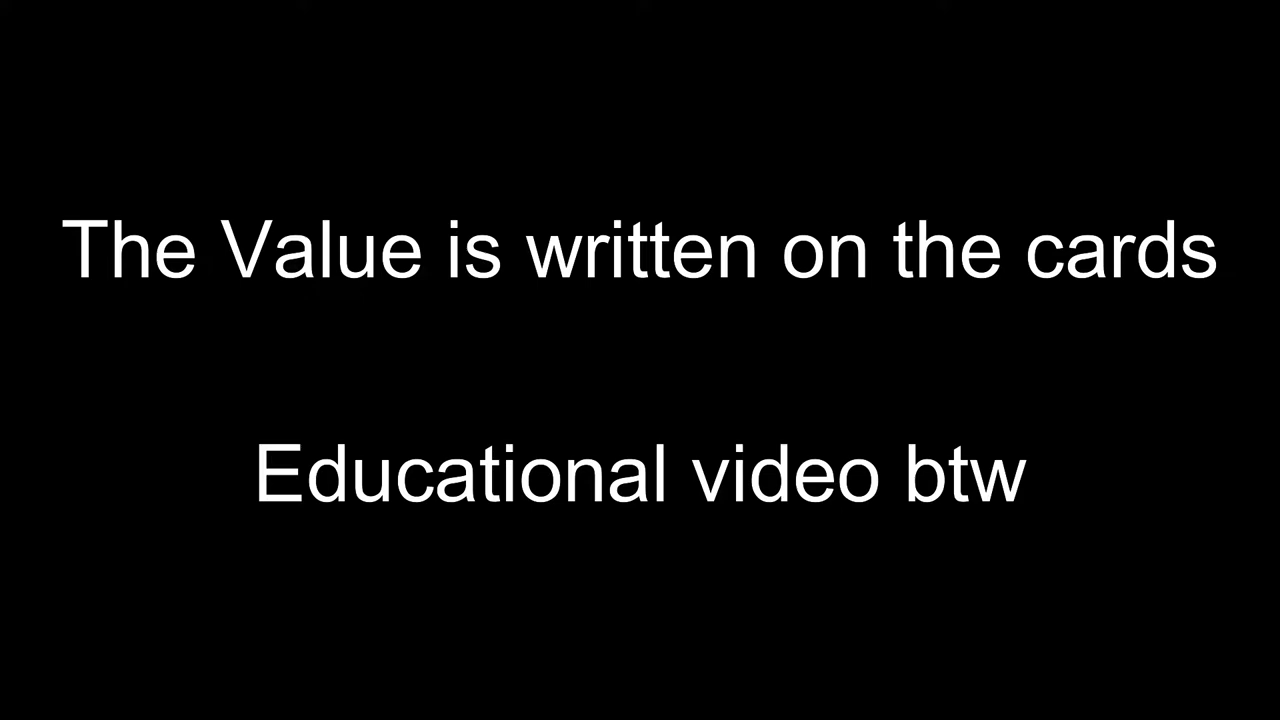 The Value is written on the cards
Educational video btw